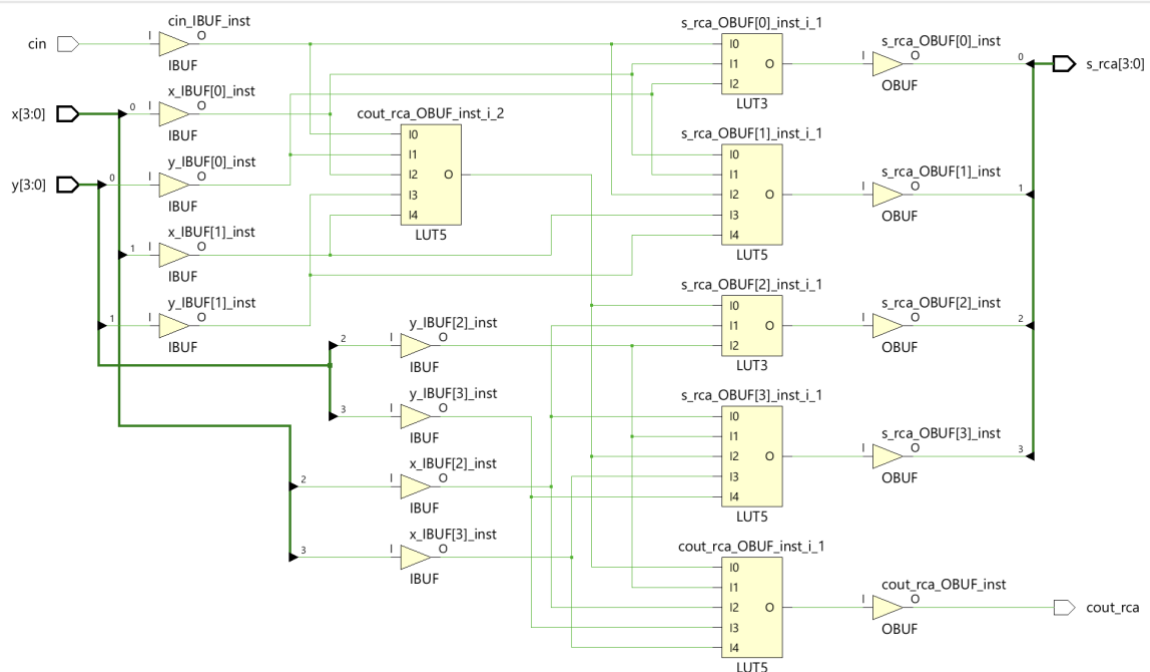 cin
cin_IBUF_inst
I
O
IBUF
x[3:0]
0
x_IBUF[0]_inst
I
O
IBUF
y[3:0]
0
y_IBUF[0]_inst
I
O
IBUF
1
x_IBUF[1]_inst
I
O
IBUF
1
y_IBUF[1]_inst
I
O
IBUF
2
y_IBUF[2]_inst
I
O
IBUF
3
y_IBUF[3]_inst
I
O
IBUF
2
x_IBUF[2]_inst
I
O
IBUF
3
x_IBUF[3]_inst
I
O
IBUF
cout_rca_OBUF_inst_i_2
I0
I1
I2
I3
I4
O
LUT5
s_rca_OBUF[0]_inst_i_1
I0
I1
I2
O
LUT3
s_rca_OBUF[1]_inst_i_1
I0
I1
I2
I3
I4
O
LUT5
s_rca_OBUF[2]_inst_i_1
I0
I1
I2
O
LUT3
s_rca_OBUF[3]_inst_i_1
I0
I1
I2
I3
I4
O
LUT5
cout_rca_OBUF_inst_i_1
I0
I1
I2
I3
I4
O
LUT5
s_rca_OBUF[0]_inst
I
O
OBUF
0
s_rca[3:0]
s_rca_OBUF[1]_inst
I
O
OBUF
1
s_rca_OBUF[2]_inst
I
O
OBUF
2
s_rca_OBUF[3]_inst
I
O
OBUF
3
cout_rca_OBUF_inst
I
O
OBUF
cout_rca